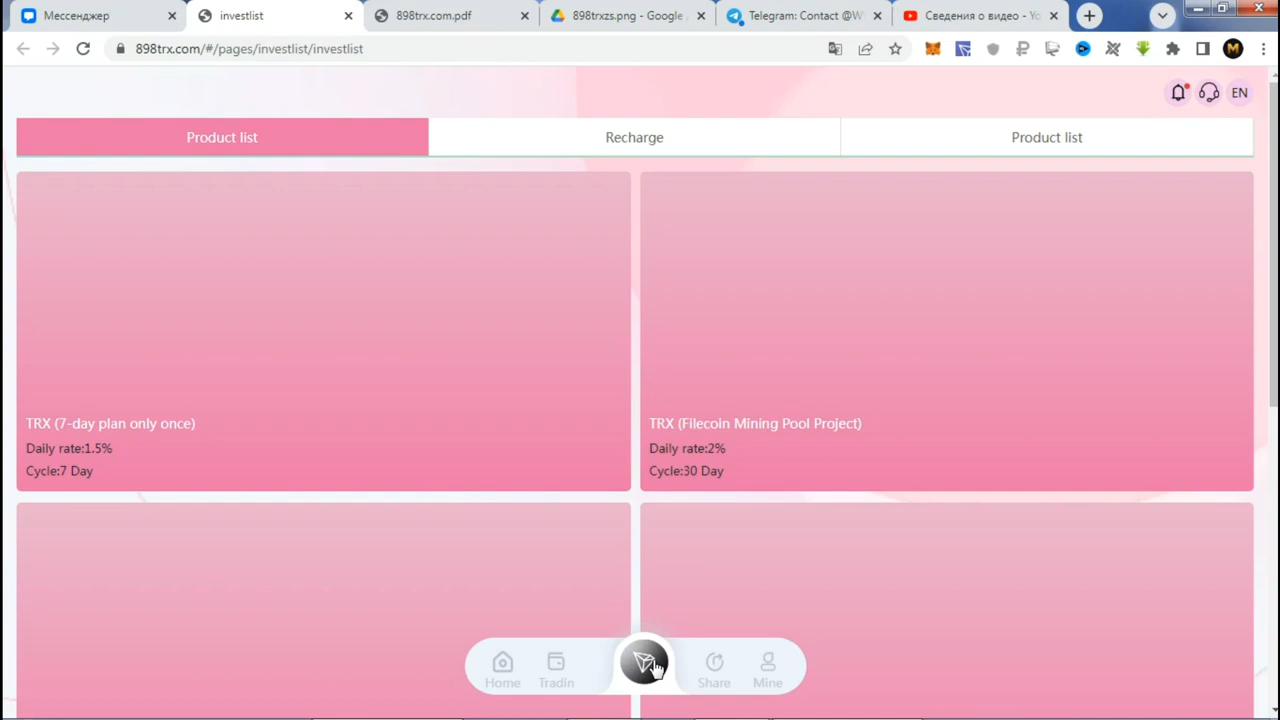 Мессенджер
investlist
898trx.com.pdf
898trxzs.png - Google
Telegram: Contact @W
Сведения о видео - Yo
898trx.com/#/pages/investlist/investlist
EN
Product list
Recharge
Product list
TRX (7-day plan only once)
Daily rate:1.5%
Cycle:7 Day
TRX (Filecoin Mining Pool Project)
Daily rate:2%
Cycle:30 Day
Home
Tradin
Share
Mine